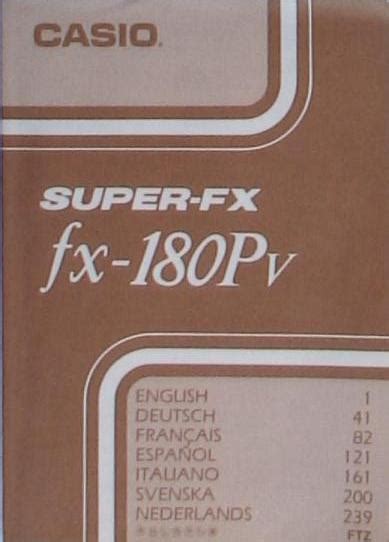 CASIO.
SUPER-FX
fx-180Pv
ENGLISH 1
DEUTSCH 41
FRANÇAIS 82
ESPAÑOL 121
ITALIANO 161
SVENSKA 200
NEDERLANDS 239
FTZ